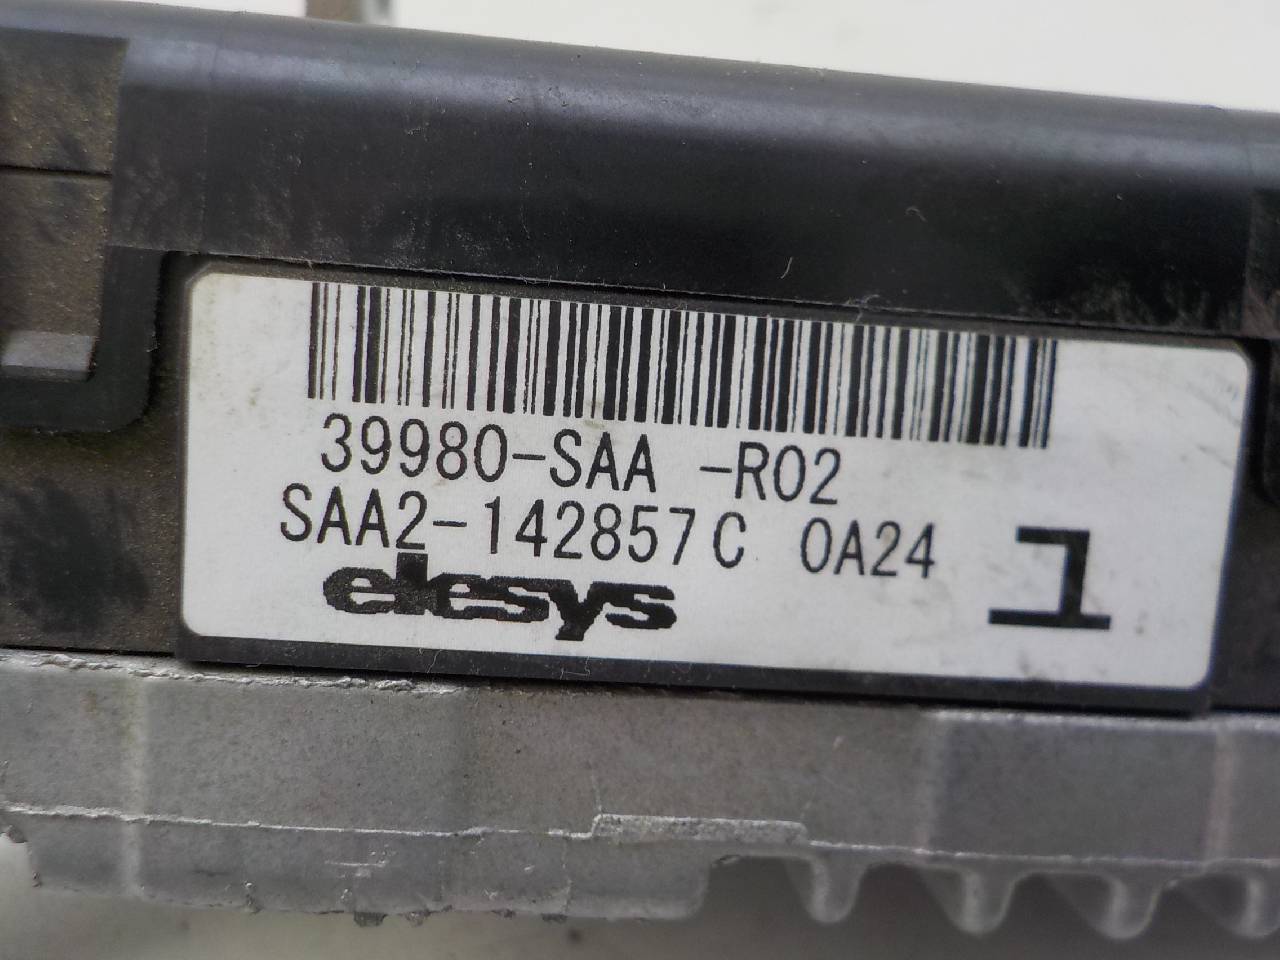 39980-SAA -R02
SAA2-142857C 0A24 1
elesys